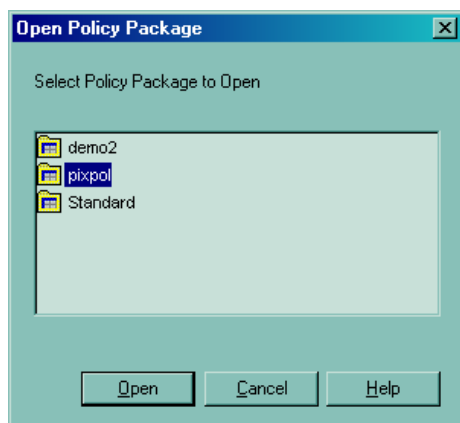 Open Policy Package
Select Policy Package to Open
demo2
pixpol
Standard
Open Cancel Help